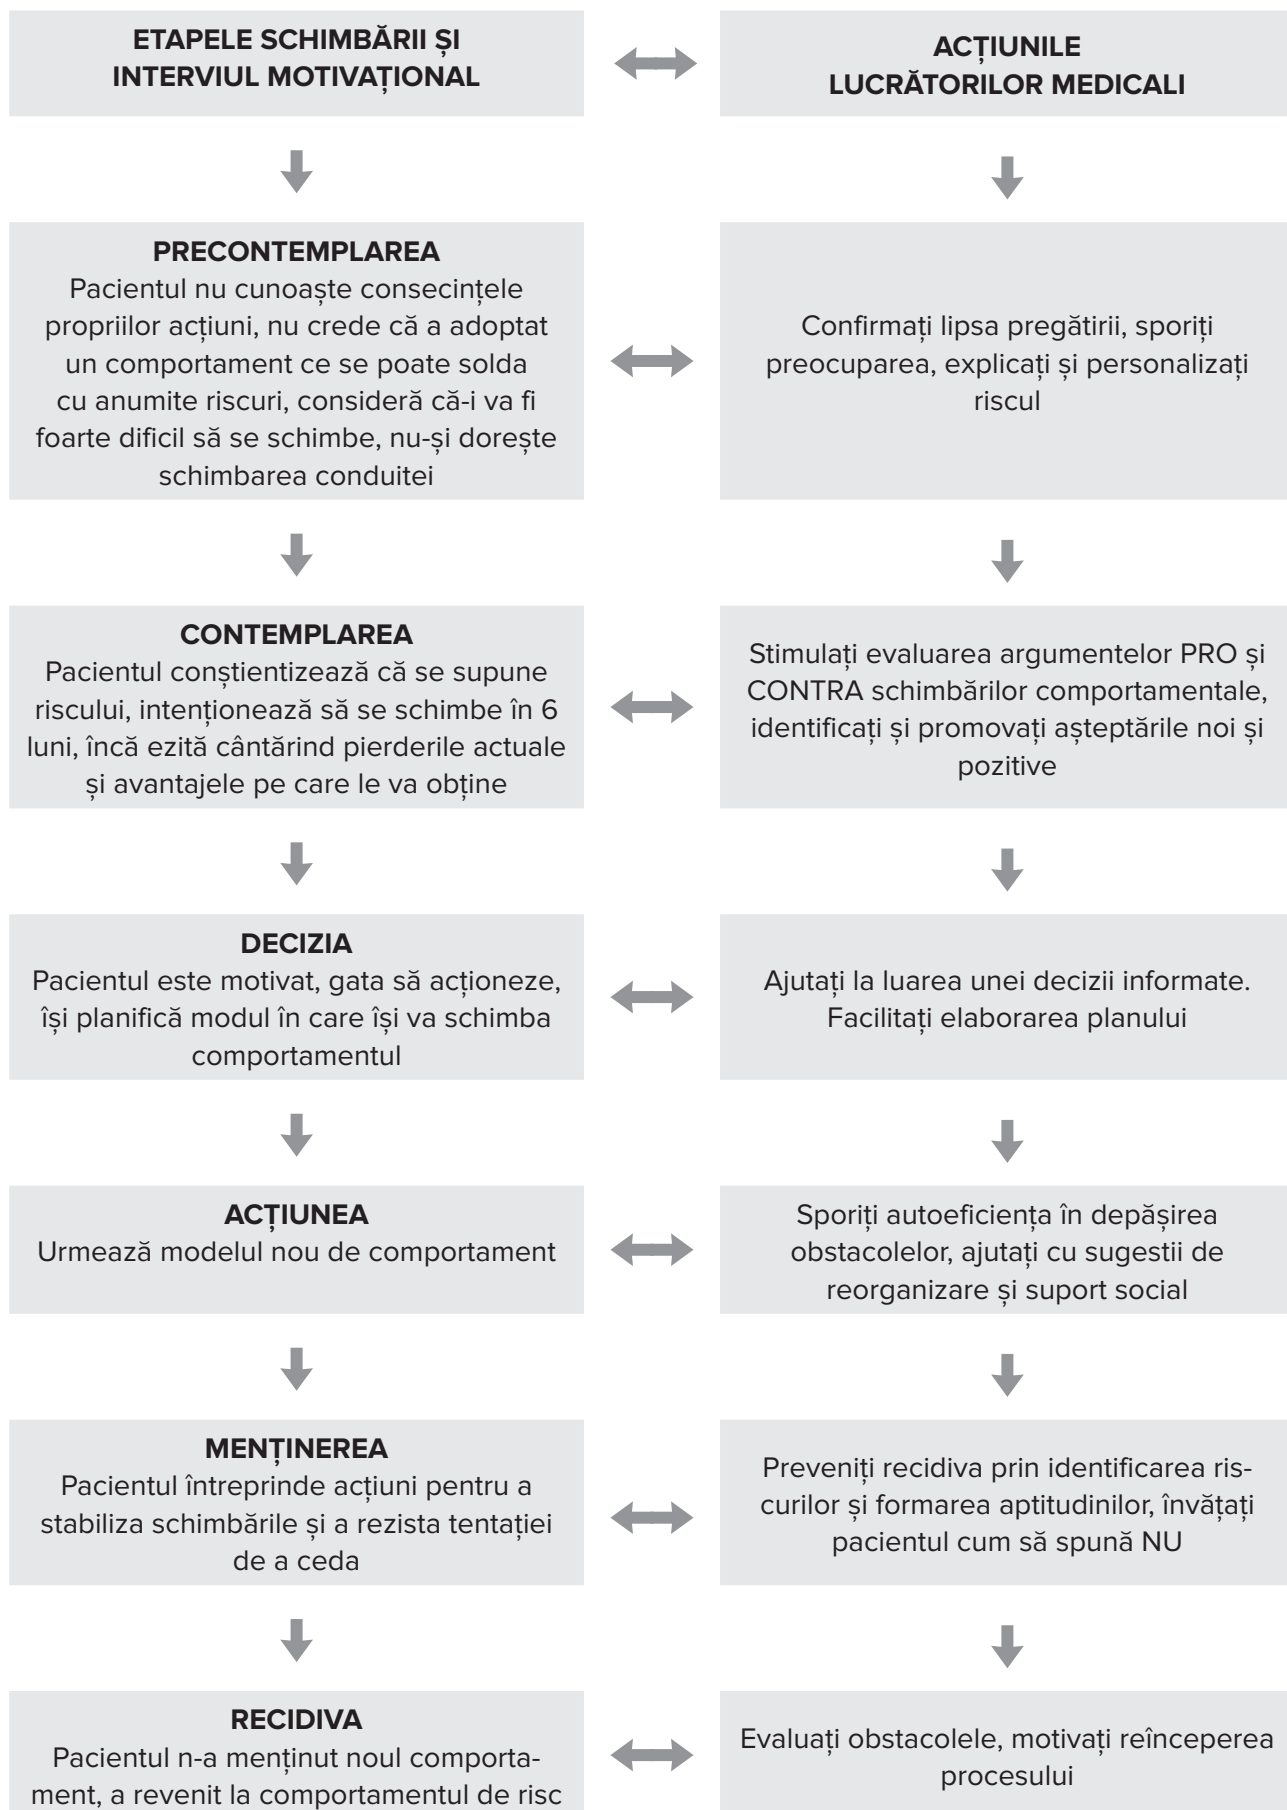 ETAPELE SCHIMBĂRII ȘI
INTERVIUL MOTIVAȚIONAL
ACȚIUNILE
LUCRĂTORILOR MEDICALI
PRECONTEMPLAREA
Pacientul nu cunoaște consecințele
propriilor acțiuni, nu crede că a adoptat
un comportament ce se poate solda
cu anumite riscuri, consideră că-i va fi
foarte dificil să se schimbe, nu-și dorește
schimbarea conduitei
Confirmați lipsa pregătirii, sporiți
preocuparea, explicați și personalizați
riscul
CONTEMPLAREA
Pacientul conștientizează că se supune
riscului, intenționează să se schimbe în 6
luni, încă ezită cântărind pierderile actuale
și avantajele pe care le va obține
Stimulați evaluarea argumentelor PRO și
CONTRA schimbărilor comportamentale,
identificați și promovați așteptările noi și
pozitive
DECIZIA
Pacientul este motivat, gata să acționeze,
își planifică modul în care își va schimba
comportamentul
Ajutați la luarea unei decizii informate.
Facilitați elaborarea planului
ACȚIUNEA
Urmează modelul nou de comportament
Sporiți autoeficiența în depășirea
obstacolelor, ajutați cu sugestii de
reorganizare și suport social
MENȚINEREA
Pacientul întreprinde acțiuni pentru a
stabiliza schimbările și a rezista tentației
de a ceda
Preveniți recidiva prin identificarea ris-
curilor și formarea aptitudinilor, învățați
pacientul cum să spună NU
RECIDIVA
Pacientul n-a menținut noul comporta-
ment, a revenit la comportamentul de risc
Evaluați obstacolele, motivați reînceperea
procesului